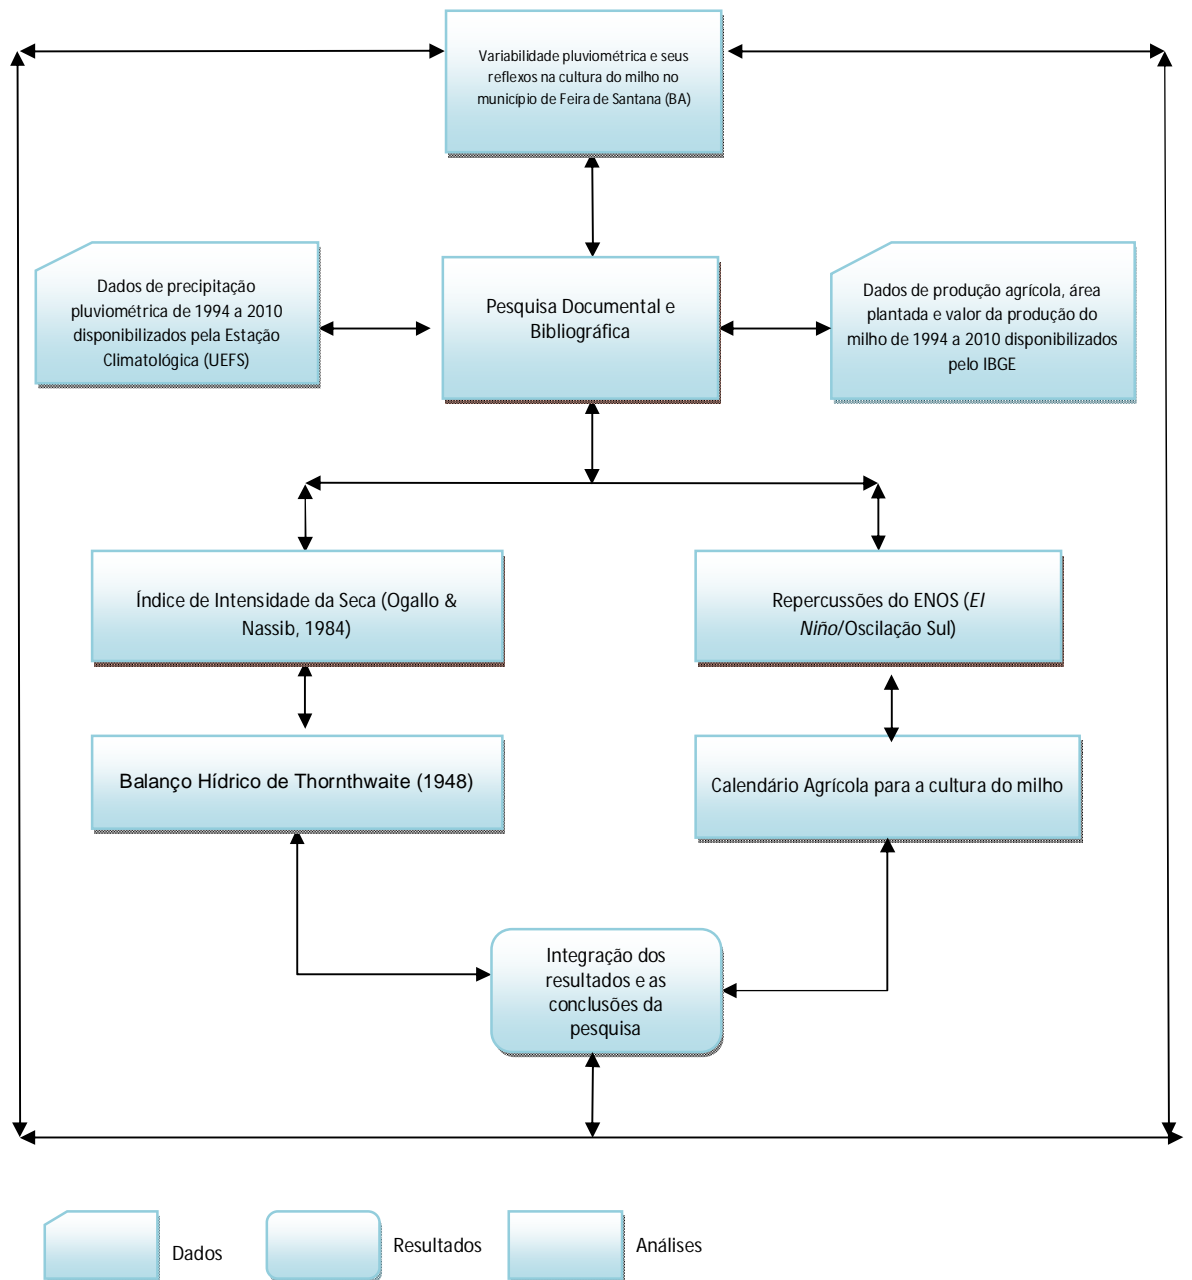 Variabilidade pluviométrica e seus
reflexos na cultura do milho no
município de Feira de Santana (BA)
Dados de precipitação
pluviométrica de 1994 a 2010
disponibilizados pela Estação
Climatológica (UEFS)
Pesquisa Documental e
Bibliográfica
Dados de produção agrícola, área
plantada e valor da produção do
milho de 1994 a 2010 disponibilizados
pelo IBGE
Índice de Intensidade da Seca (Ogallo &
Nassib, 1984)
Repercussões do ENOS (El
Niño/Oscilação Sul)
Balanço Hídrico de Thornthwaite (1948)
Calendário Agrícola para a cultura do milho
Integração dos
resultados e as
conclusões da
pesquisa
Dados
Resultados
Análises